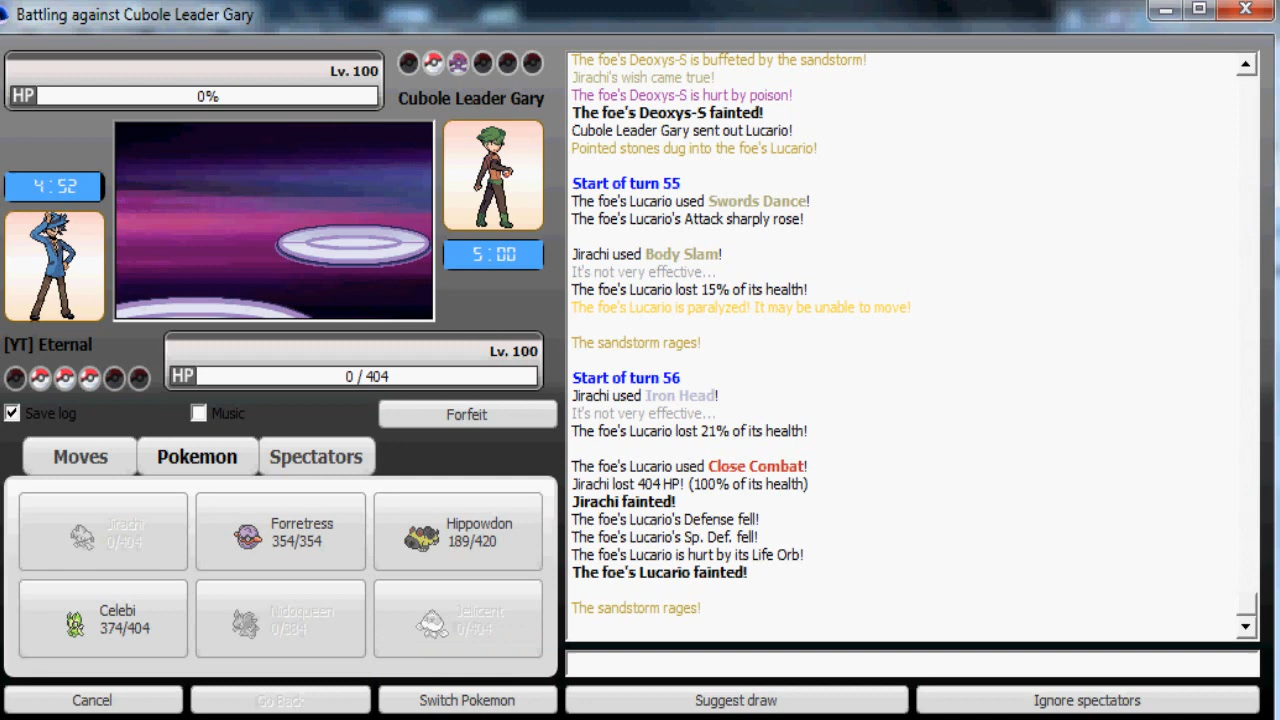 Battling against Cubole Leader Gary
Lv. 100
HP 0%
Cubole Leader Gary
4:52
5:00
[YT] Eternal
Lv. 100
HP 0 / 404
Save log
Music
Forfeit
Moves
Pokemon
Spectators
Jirachi
0/404
Forretress
354/354
Hippowdon
189/420
Celebi
374/404
Nidoqueen
0/384
Jellicent
0/404
Cancel
Go Back
Switch Pokemon
The foe's Deoxys-S is buffeted by the sandstorm!
Jirachi's wish came true!
The foe's Deoxys-S is hurt by poison!
The foe's Deoxys-S fainted!
Cubole Leader Gary sent out Lucario!
Pointed stones dug into the foe's Lucario!
Start of turn 55
The foe's Lucario used Swords Dance!
The foe's Lucario's Attack sharply rose!
Jirachi used Body Slam!
It's not very effective...
The foe's Lucario lost 15% of its health!
The foe's Lucario is paralyzed! It may be unable to move!
The sandstorm rages!
Start of turn 56
Jirachi used Iron Head!
It's not very effective...
The foe's Lucario lost 21% of its health!
The foe's Lucario used Close Combat!
Jirachi lost 404 HP! (100% of its health)
Jirachi fainted!
The foe's Lucario's Defense fell!
The foe's Lucario's Sp. Def. fell!
The foe's Lucario is hurt by its Life Orb!
The foe's Lucario fainted!
The sandstorm rages!
Suggest draw
Ignore spectators